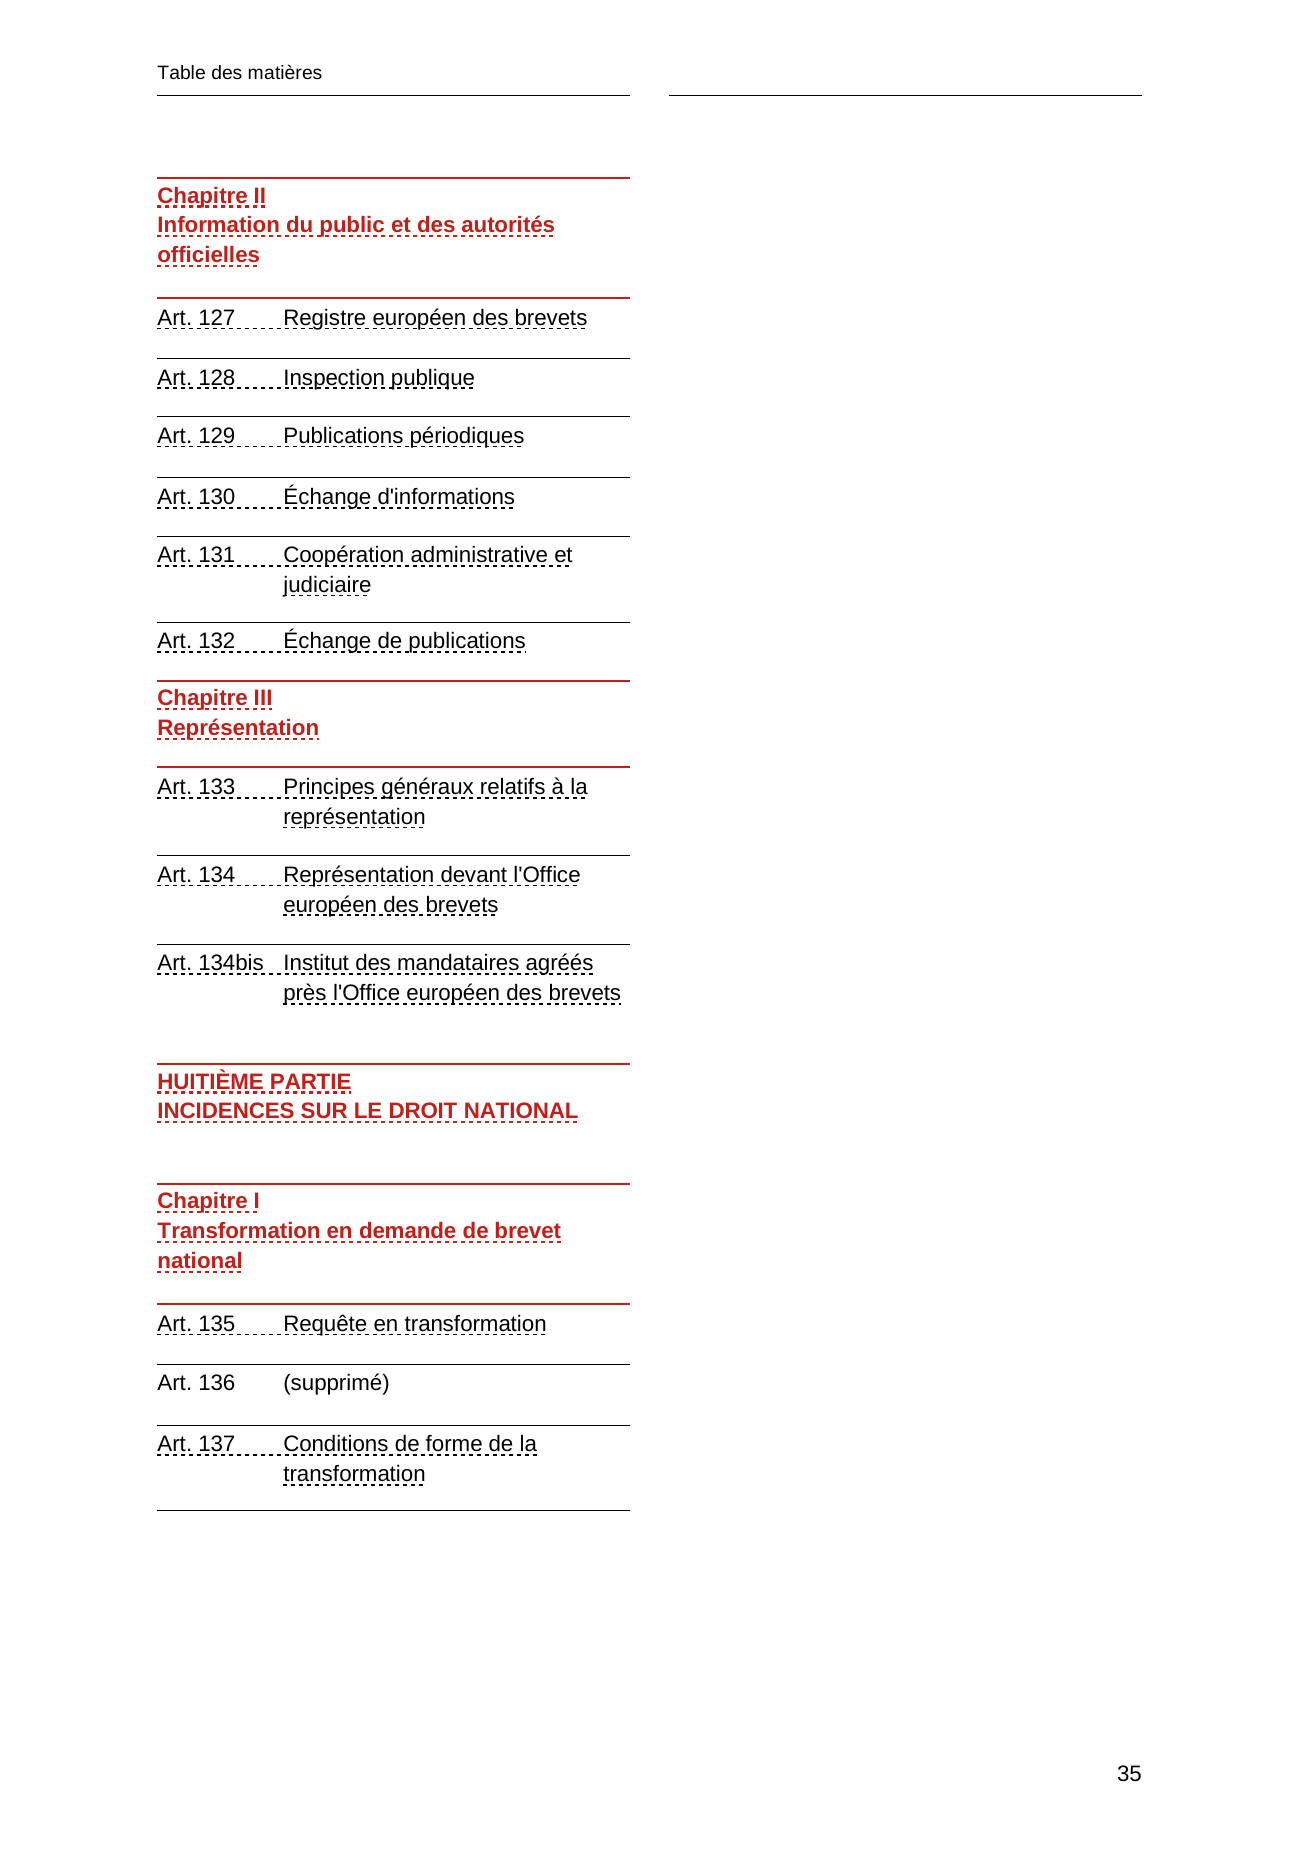 Table des matières
Chapitre II
Information du public et des autorités
officielles
Art. 127 Registre européen des brevets
Art. 128 Inspection publique
Art. 129 Publications périodiques
Art. 130 Échange d'informations
Art. 131 Coopération administrative et
judiciaire
Art. 132 Échange de publications
Chapitre III
Représentation
Art. 133 Principes généraux relatifs à la
représentation
Art. 134 Représentation devant l'Office
européen des brevets
Art. 134bis Institut des mandataires agréés
près l'Office européen des brevets
HUITIÈME PARTIE
INCIDENCES SUR LE DROIT NATIONAL
Chapitre I
Transformation en demande de brevet
national
Art. 135 Requête en transformation
Art. 136 (supprimé)
Art. 137 Conditions de forme de la
transformation
35